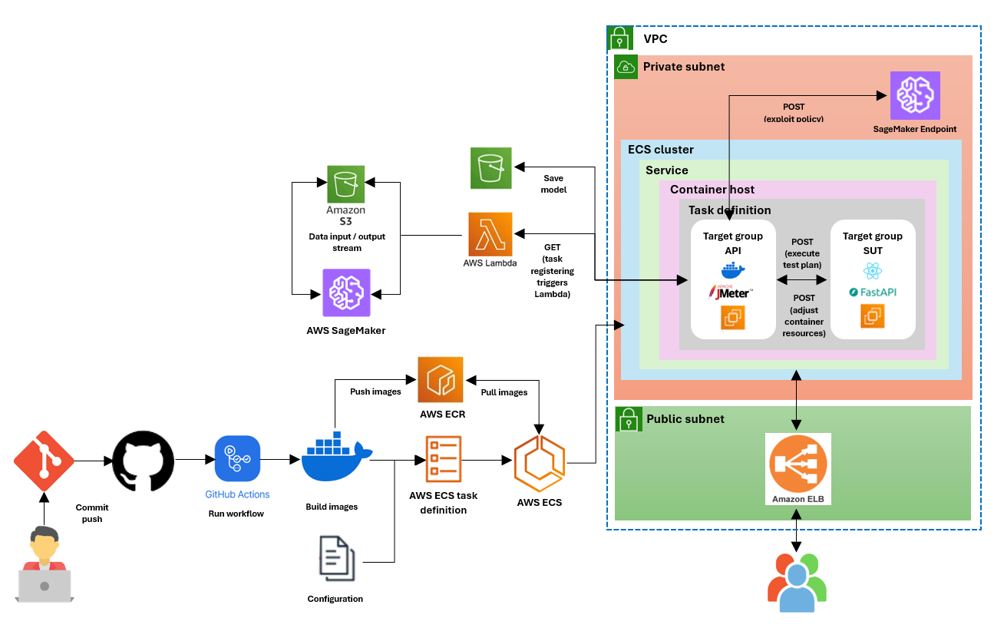 VPC
Private subnet
POST
(exploit policy)
SageMaker Endpoint
ECS cluster
Service
Container host
Task definition
Target group
API
APACHE
JMeter™
POST
(execute
test plan)
POST
(adjust
container
resources)
Target group
SUT
FastAPI
Save
model
Amazon
S3
Data input / output
stream
AWS SageMaker
AWS Lambda
GET
(task
registering
triggers
Lambda)
Push images
AWS ECR
Pull images
Public subnet
Amazon ELB
Commit
push
GitHub Actions
Run workflow
Build images
AWS ECS task
definition
AWS ECS
Configuration